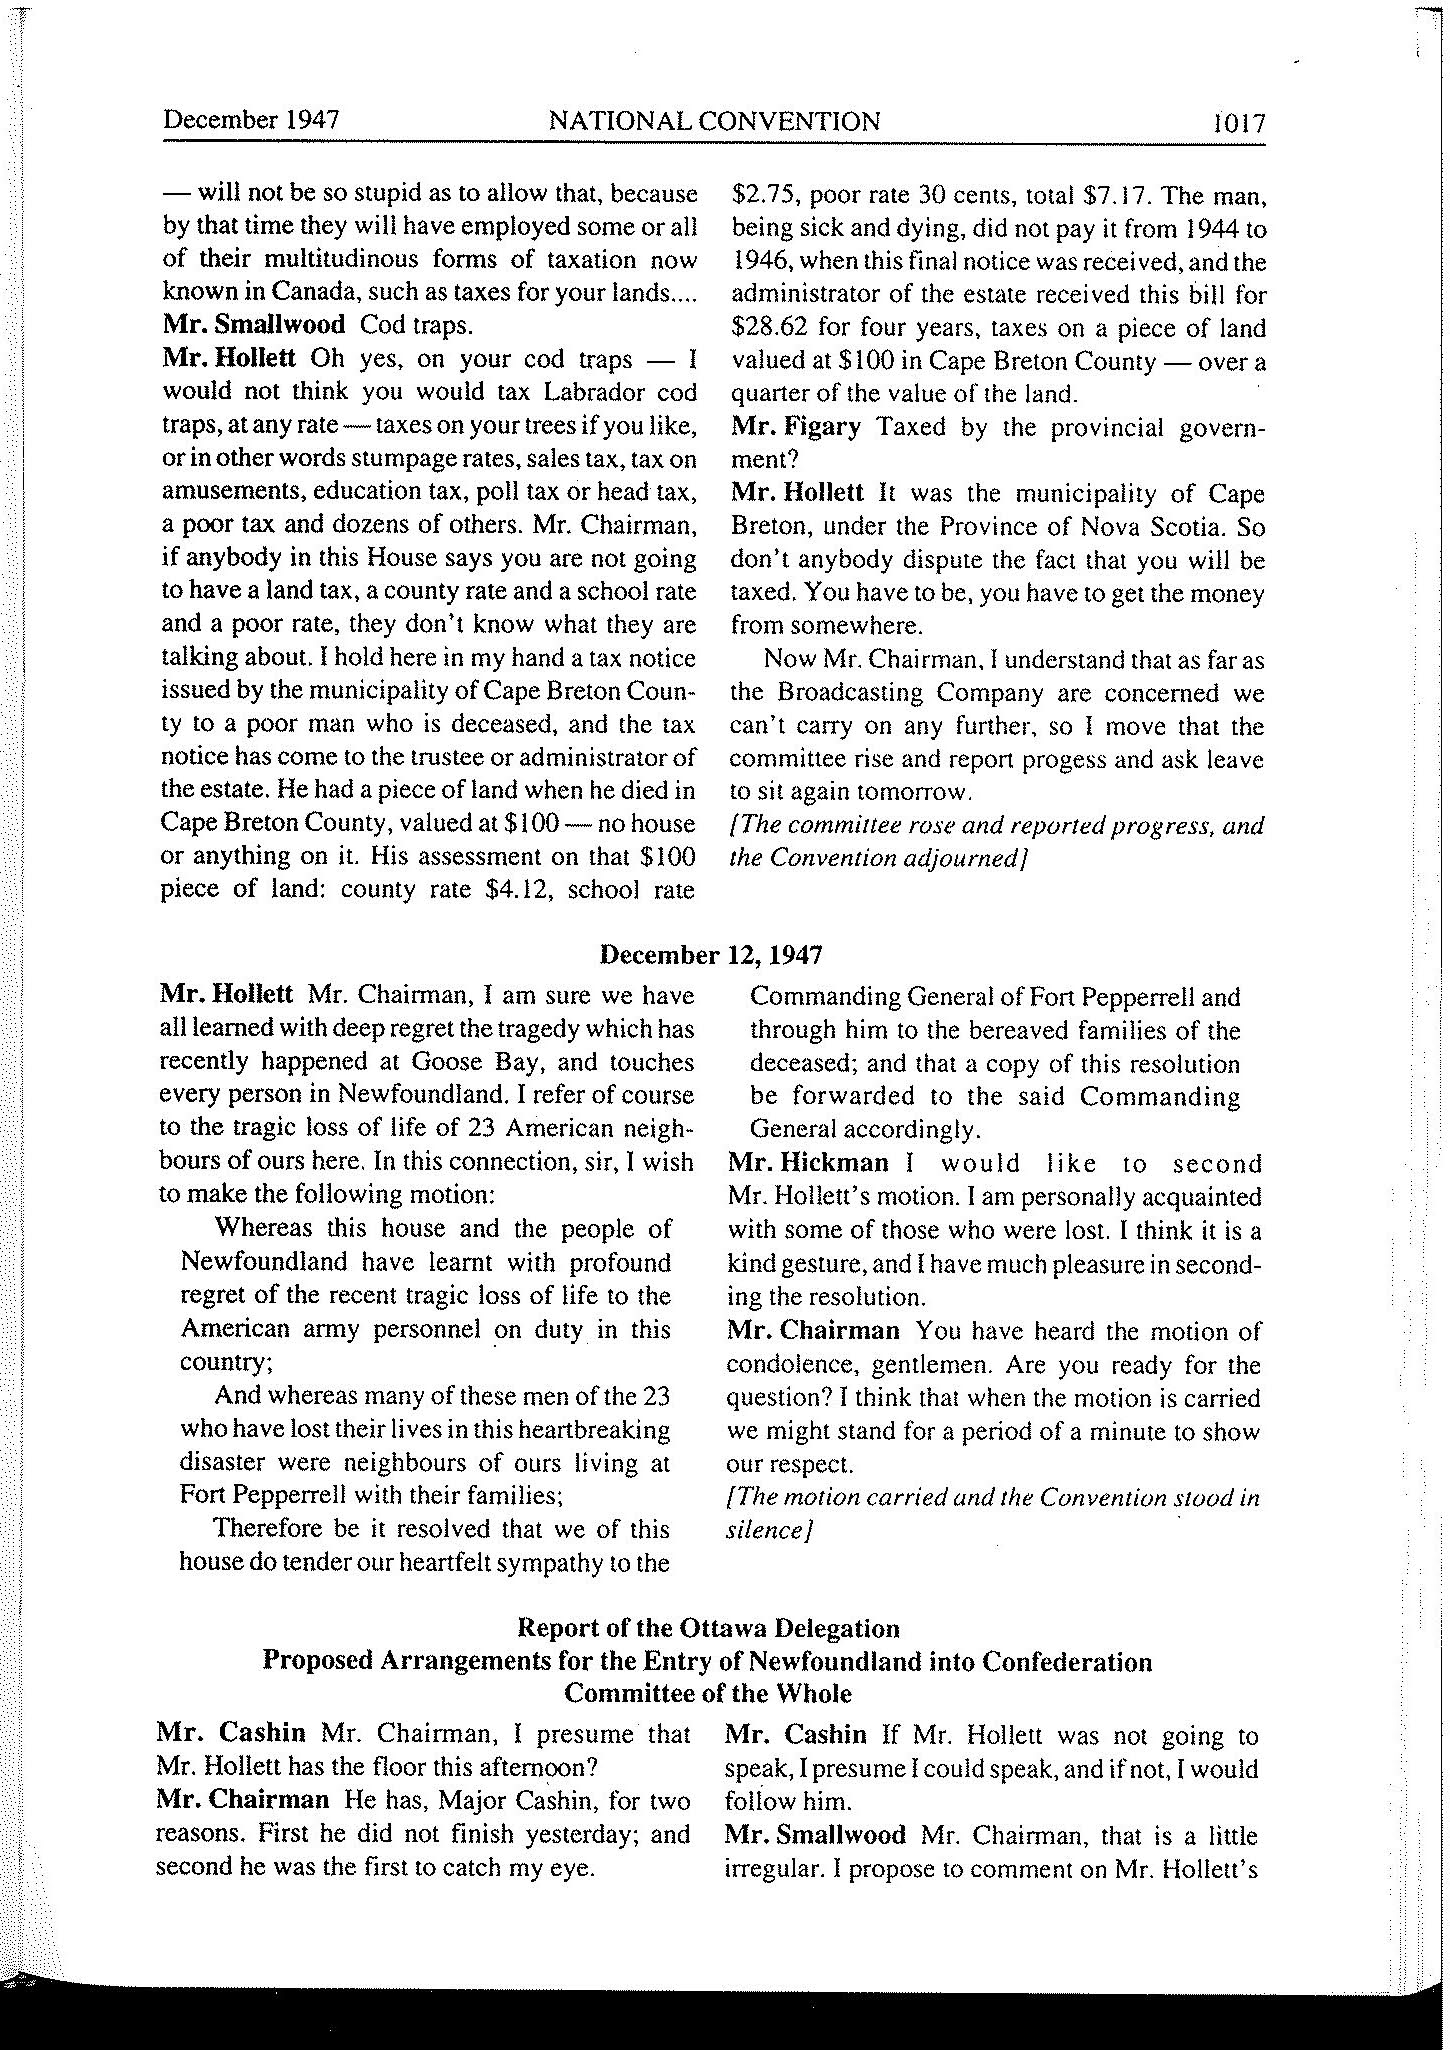 December 1947 NATIONAL CONVENTION 1017
— will not be so stupid as to allow that, because
by that time they will have employed some or all
of their multitudinous forms of taxation now
known in Canada, such as taxes for your lands....
Mr. Smallwood Cod traps.
Mr. Hollett Oh yes, on your cod traps — I
would not think you would tax Labrador cod
traps, at any rate — taxes on your trees if you like,
or in other words stumpage rates, sales tax, tax on
amusements, education tax, poll tax or head tax,
a poor tax and dozens of others. Mr. Chairman,
if anybody in this House says you are not going
to have a land tax, a county rate and a school rate
and a poor rate, they don't know what they are
talking about. I hold here in my hand a tax notice
issued by the municipality of Cape Breton Coun-
ty to a poor man who is deceased, and the tax
notice has come to the trustee or administrator of
the estate. He had a piece of land when he died in
Cape Breton County, valued at $100 — no house
or anything on it. His assessment on that $100
piece of land: county rate $4.12, school rate
$2.75, poor rate 30 cents, total $7.17. The man,
being sick and dying, did not pay it from 1944 to
1946, when this final notice was received, and the
administrator of the estate received this bill for
$28.62 for four years, taxes on a piece of land
valued at $100 in Cape Breton County — over a
quarter of the value of the land.
Mr. Figary Taxed by the provincial govern-
ment?
Mr. Hollett It was the municipality of Cape
Breton, under the Province of Nova Scotia. So
don't anybody dispute the fact that you will be
taxed. You have to be, you have to get the money
from somewhere.
Now Mr. Chairman, I understand that as far as
the Broadcasting Company are concerned we
can't carry on any further, so I move that the
committee rise and report progess and ask leave
to sit again tomorrow.
[The committee rose and reported progress, and
the Convention adjourned]
December 12, 1947
Mr. Hollett Mr. Chairman, I am sure we have
all learned with deep regret the tragedy which has
recently happened at Goose Bay, and touches
every person in Newfoundland. I refer of course
to the tragic loss of life of 23 American neigh-
bours of ours here. In this connection, sir, I wish
to make the following motion:
Whereas this house and the people of
Newfoundland have learnt with profound
regret of the recent tragic loss of life to the
American army personnel on duty in this
country;
And whereas many of these men of the 23
who have lost their lives in this heartbreaking
disaster were neighbours of ours living at
Fort Pepperrell with their families;
Therefore be it resolved that we of this
house do tender our heartfelt sympathy to the
Commanding General of Fort Pepperrell and
through him to the bereaved families of the
deceased; and that a copy of this resolution
be forwarded to the said Commanding
General accordingly.
Mr. Hickman I would like to second
Mr. Hollett's motion. I am personally acquainted
with some of those who were lost. I think it is a
kind gesture, and I have much pleasure in second-
ing the resolution.
Mr. Chairman You have heard the motion of
condolence, gentlemen. Are you ready for the
question? I think that when the motion is carried
we might stand for a period of a minute to show
our respect.
[The motion carried and the Convention stood in
silence]
Report of the Ottawa Delegation
Proposed Arrangements for the Entry of Newfoundland into Confederation
Committee of the Whole
Mr. Cashin Mr. Chairman, I presume that
Mr. Hollett has the floor this afternoon?
Mr. Chairman He has, Major Cashin, for two
reasons. First he did not finish yesterday; and
second he was the first to catch my eye.
Mr. Cashin If Mr. Hollett was not going to
speak, I presume I could speak, and if not, I would
follow him.
Mr. Smallwood Mr. Chairman, that is a little
irregular. I propose to comment on Mr. Hollett's